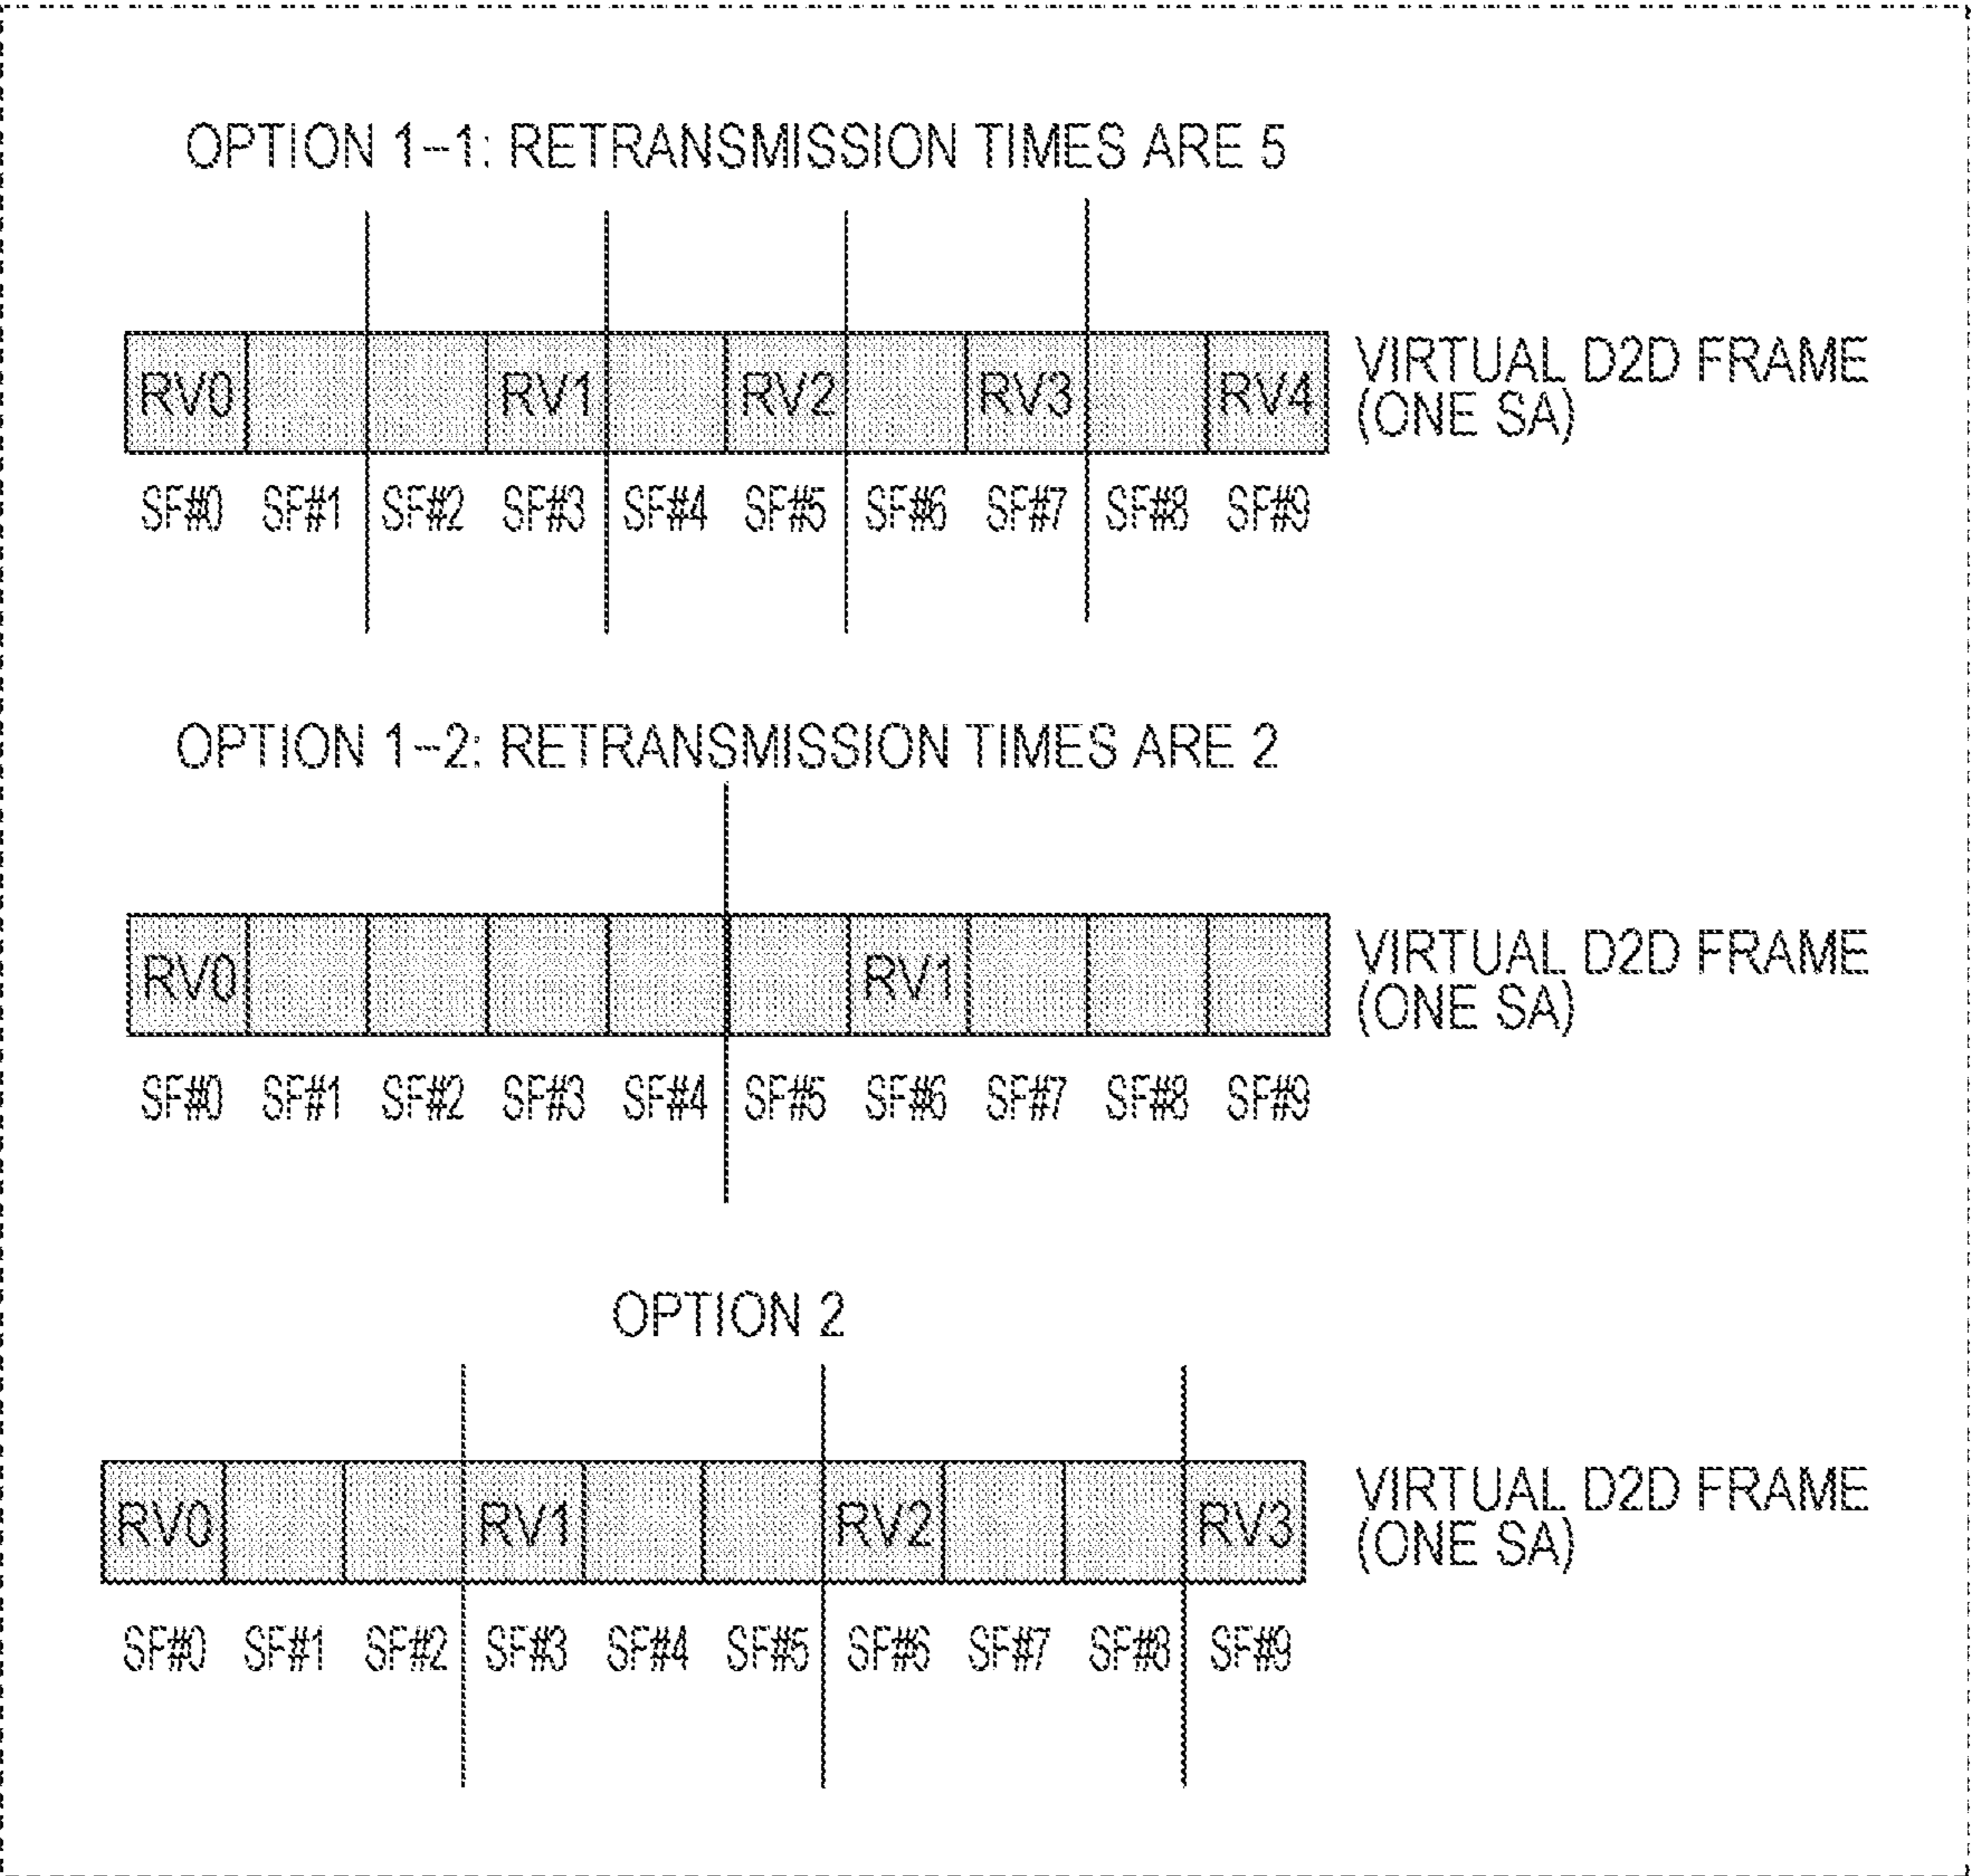 OPTION 1--1: RETRANSMISSION TIMES ARE 5
RV0 RV1 RV2 RV3 RV4
VIRTUAL D2D FRAME
(ONE SA)
SF#0 SF#1 SF#2 SF#3 SF#4 SF#5 SF#6 SF#7 SF#8 SF#9
OPTION 1--2: RETRANSMISSION TIMES ARE 2
RV0 RV1
VIRTUAL D2D FRAME
(ONE SA)
SF#0 SF#1 SF#2 SF#3 SF#4 SF#5 SF#6 SF#7 SF#8 SF#9
OPTION 2
RV0 RV1 RV2 RV3
VIRTUAL D2D FRAME
(ONE SA)
SF#0 SF#1 SF#2 SF#3 SF#4 SF#5 SF#6 SF#7 SF#8 SF#9